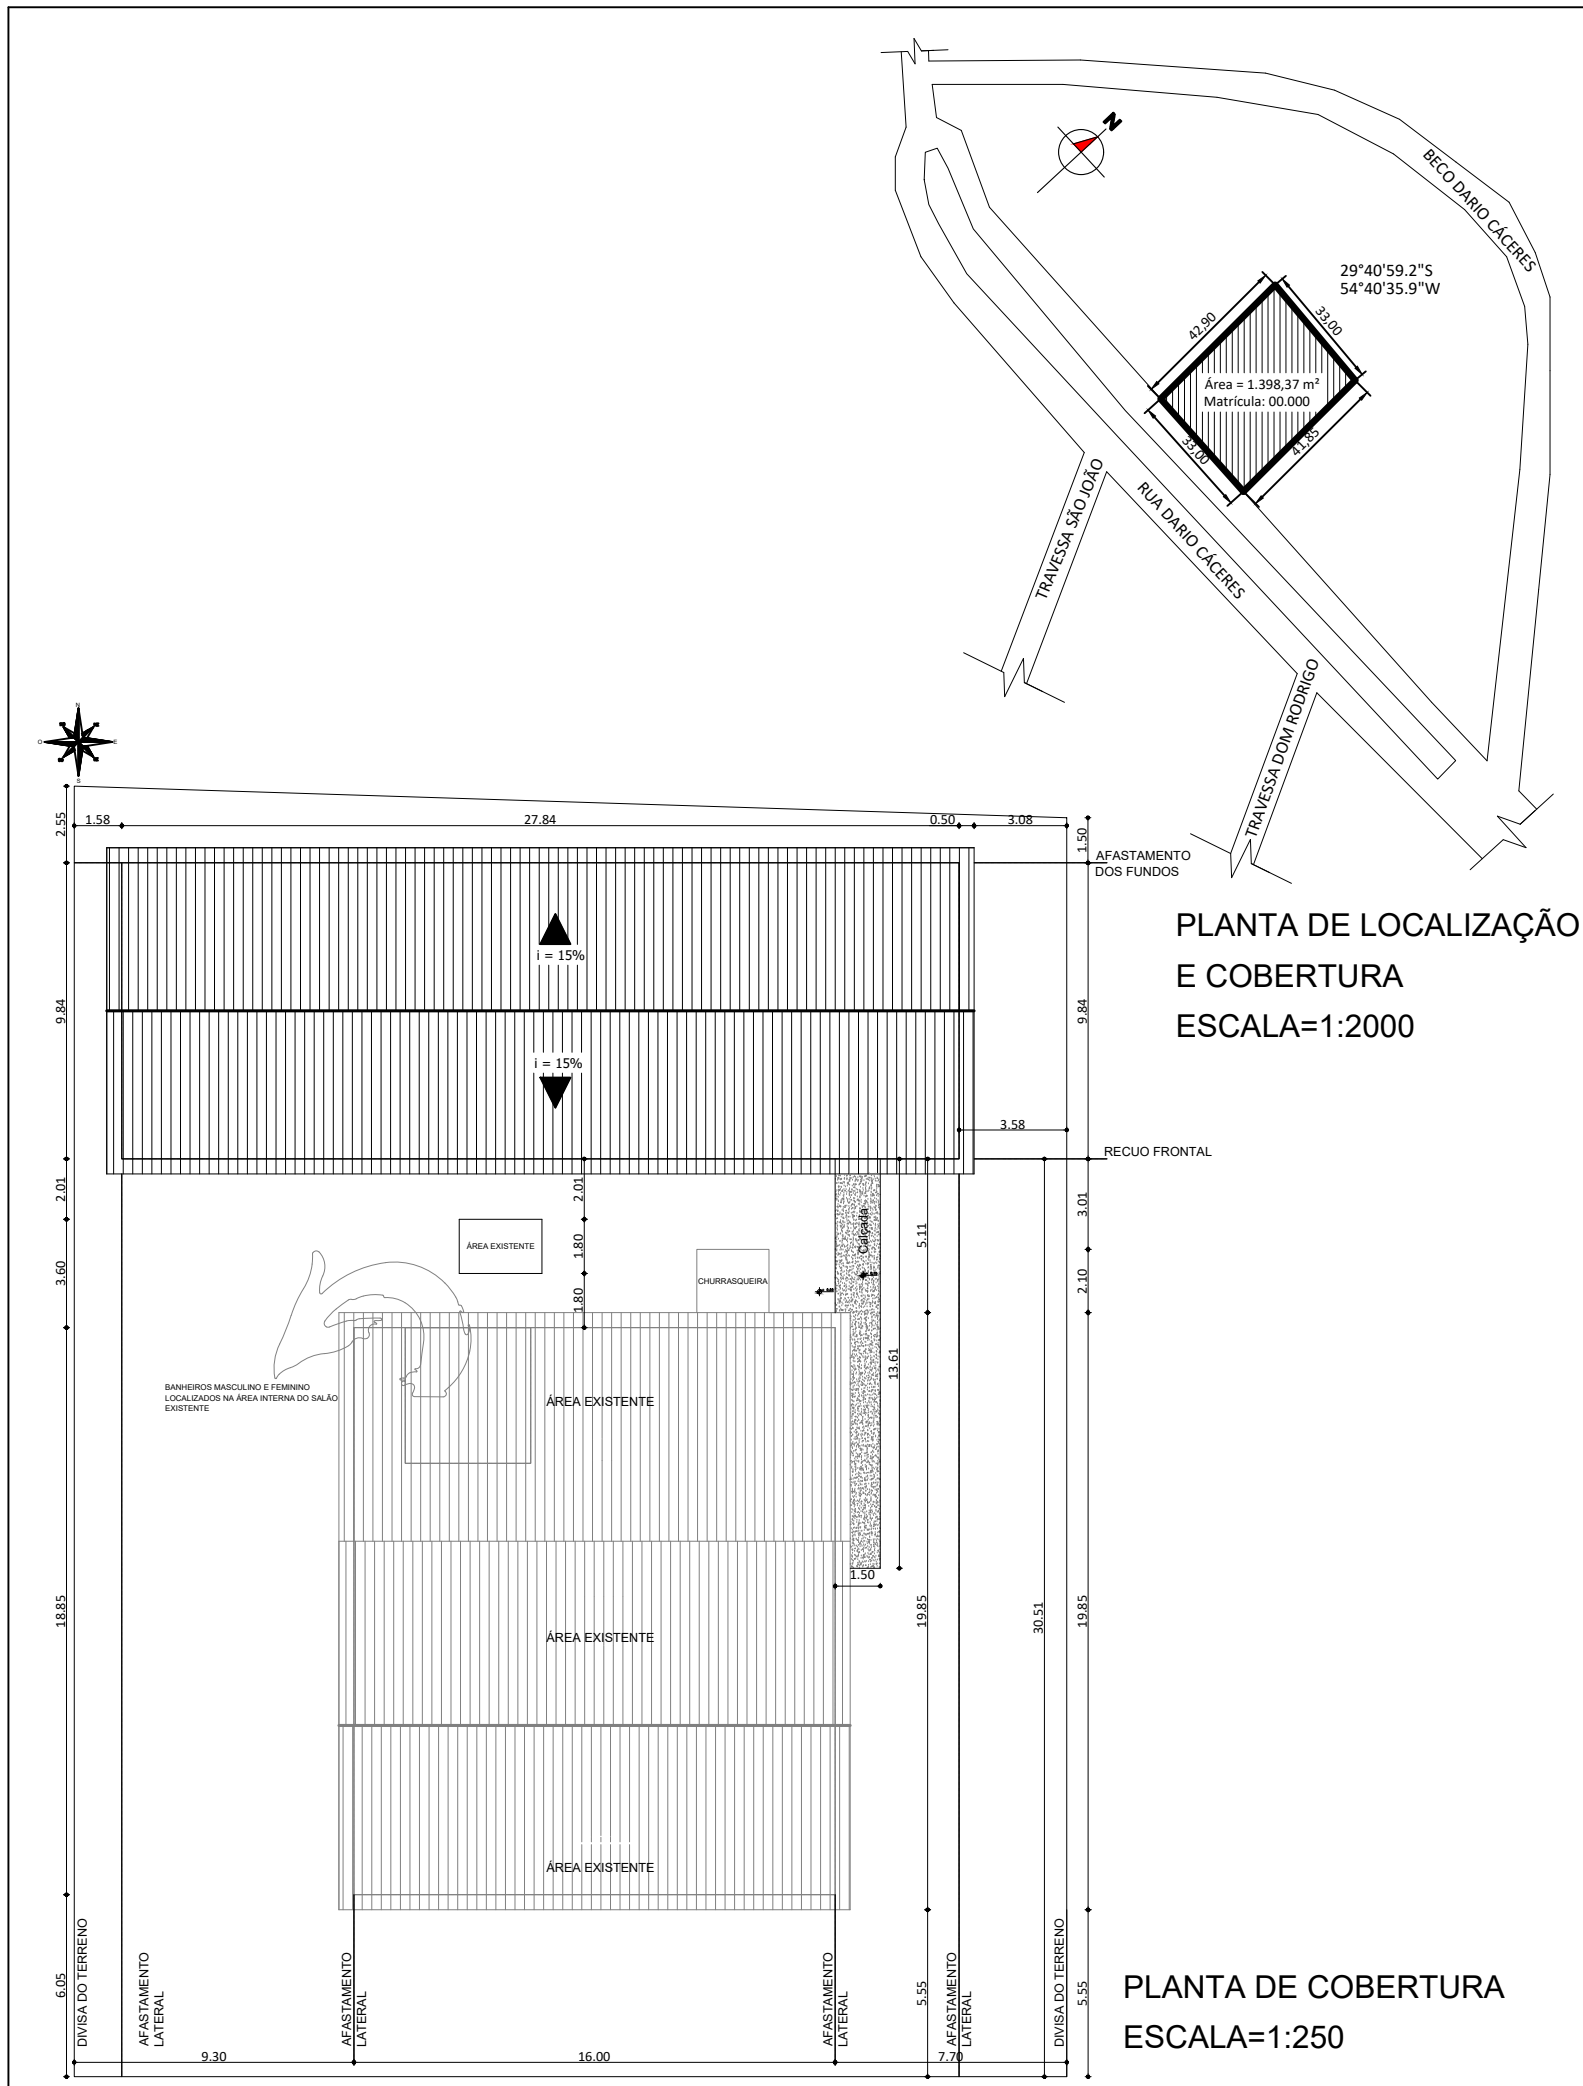 N
BECO DARIO CÁCERES
29°40'59.2"S
54°40'35.9"W
42,90
33,00
Área = 1.398,37 m²
Matrícula: 00.000
33,00
41,85
TRAVESSA SÃO JOÃO
RUA DARIO CÁCERES
TRAVESSA DOM RODRIGO
PLANTA DE LOCALIZAÇÃO
E COBERTURA
ESCALA=1:2000
N
O
E
S
2.55
1.58
27.84
0.50
3.08
1.50
AFASTAMENTO
DOS FUNDOS
i = 15%
9.84
9.84
i = 15%
3.58
RECUO FRONTAL
2.01
2.01
5.11
3.01
Calçada
ÁREA EXISTENTE
1.80
3.60
CHURRASQUEIRA
2.10
1.80
13.61
BANHEIROS MASCULINO E FEMININO
LOCALIZADOS NA ÁREA INTERNA DO SALÃO
EXISTENTE
ÁREA EXISTENTE
1.50
18.85
19.85
30.51
19.85
ÁREA EXISTENTE
ÁREA EXISTENTE
6.05
DIVISA DO TERRENO
AFASTAMENTO
LATERAL
AFASTAMENTO
LATERAL
AFASTAMENTO
LATERAL
5.55
AFASTAMENTO
LATERAL
DIVISA DO TERRENO
5.55
9.30
16.00
7.70
PLANTA DE COBERTURA
ESCALA=1:250